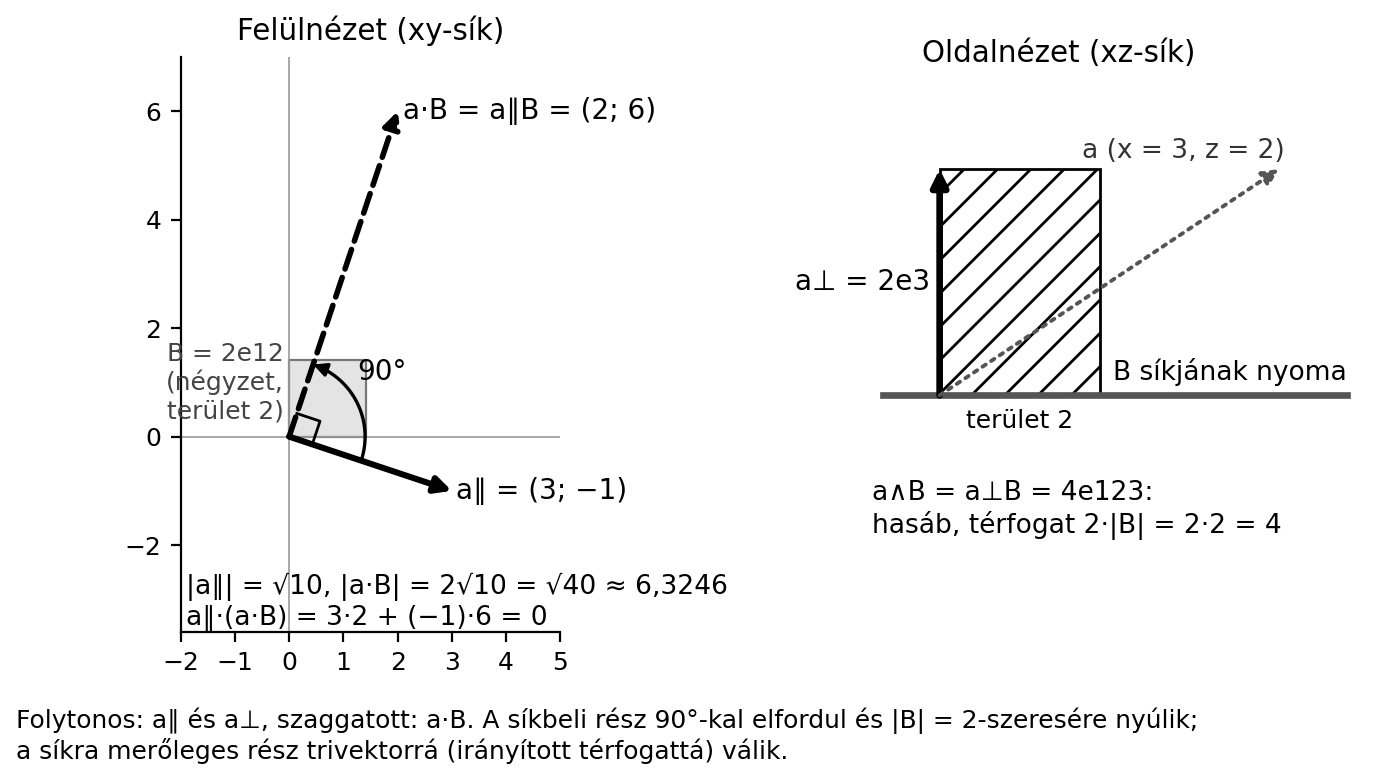 Felülnézet (xy-sík)
6
4
2
0
−2
a·B = a∥B = (2; 6)
B = 2e12
(négyzet,
terület 2)
90°
a∥ = (3; −1)
|a∥| = √10, |a·B| = 2√10 = √40 ≈ 6,3246
a∥·(a·B) = 3·2 + (−1)·6 = 0
−2 −1 0 1 2 3 4 5
Oldalnézet (xz-sík)
a (x = 3, z = 2)
a⊥ = 2e3
B síkjának nyoma
terület 2
a∧B = a⊥B = 4e123:
hasáb, térfogat 2·|B| = 2·2 = 4
Folytonos: a∥ és a⊥, szaggatott: a·B. A síkbeli rész 90°-kal elfordul és |B| = 2-szeresére nyúlik;
a síkra merőleges rész trivektorrá (irányított térfogattá) válik.